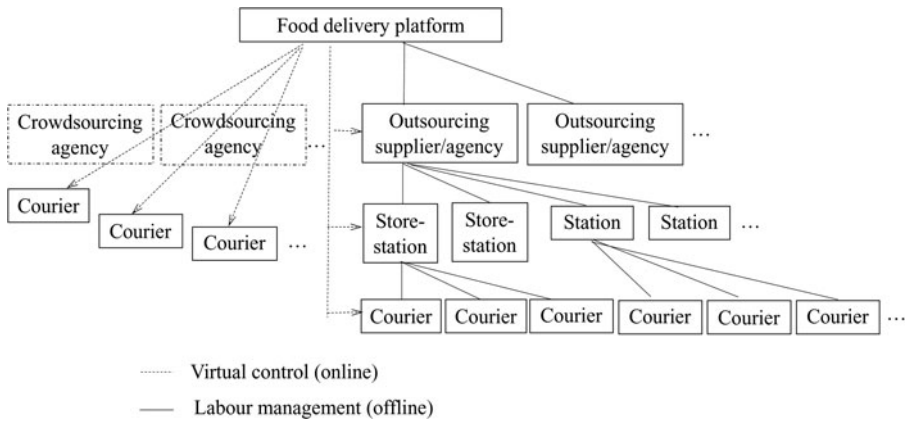 Food delivery platform
Crowdsourcing
agency
Crowdsourcing
agency
...
Outsourcing
supplier/agency
Outsourcing
supplier/agency
...
Courier
Courier
Courier
...
Store-
station
Store-
station
Station
Station
...
Courier
Courier
Courier
Courier
Courier
Courier
...
Virtual control (online)
Labour management (offline)